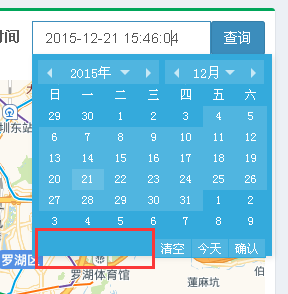 时间 2015-12-21 15:46:04 查询
2015年 12月
日 一 二 三 四 五 六
29 30 1 2 3 4 5
6 7 8 9 10 11 12
13 14 15 16 17 18 19
20 21 22 23 24 25 26
27 28 29 30 31 1 2
3 4 5 6 7 8 9
清空 今天 确认
圳东站
罗湖区
罗湖体育馆
莲麻坑